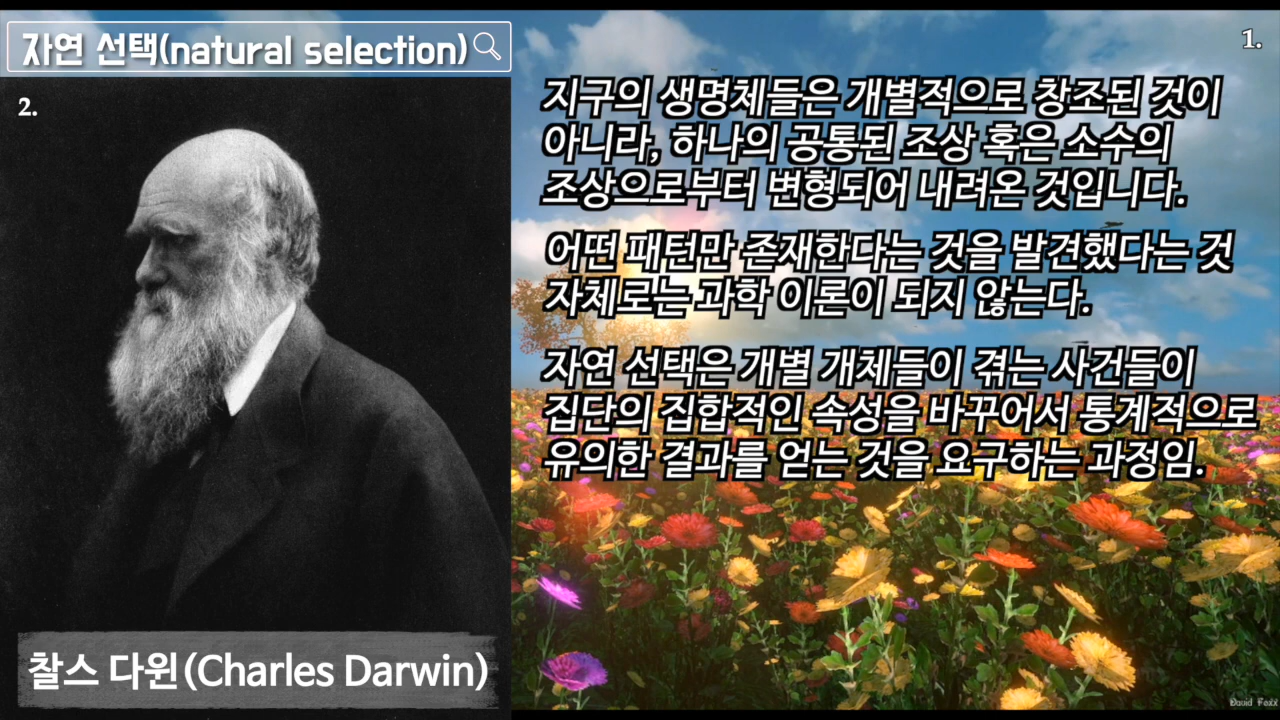 자연 선택(natural selection)
1.
2.
지구의 생명체들은 개별적으로 창조된 것이
아니라, 하나의 공통된 조상 혹은 소수의
조상으로부터 변형되어 내려온 것입니다.
어떤 패턴만 존재한다는 것을 발견했다는 것
자체로는 과학 이론이 되지 않는다.
자연 선택은 개별 개체들이 겪는 사건들이
집단의 집합적인 속성을 바꾸어서 통계적으로
유의한 결과를 얻는 것을 요구하는 과정임.
찰스 다윈(Charles Darwin)
David Foxx